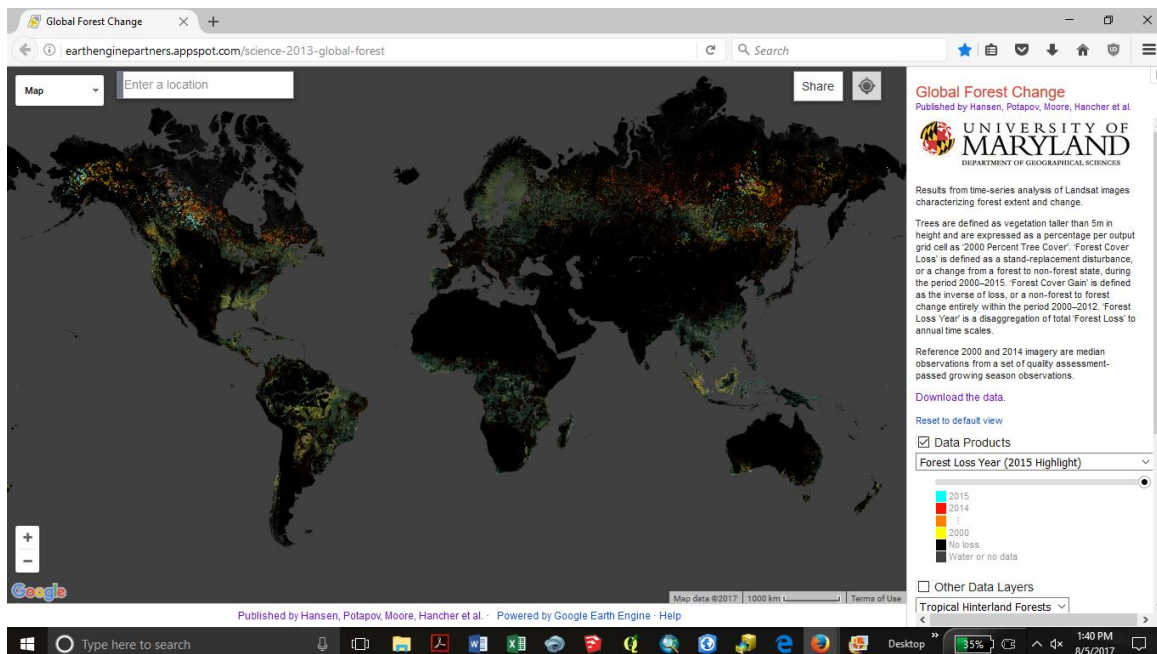 Global Forest Change
earthenginepartners.appspot.com/science-2013-global-forest
Search
Map
Enter a location
Share
Global Forest Change
Published by Hansen, Potapov, Moore, Hancher et al.
UNIVERSITY OF
MARYLAND
DEPARTMENT OF GEOGRAPHICAL SCIENCES
Results from time-series analysis of Landsat images
characterizing forest extent and change.
Trees are defined as vegetation taller than 5m in
height and are expressed as a percentage per output
grid cell as '2000 Percent Tree Cover'. 'Forest Cover
Loss' is defined as a stand-replacement disturbance,
or a change from a forest to non-forest state, during
the period 2000–2015. 'Forest Cover Gain' is defined
as the inverse of loss, or a non-forest to forest
change entirely within the period 2000–2012. 'Forest
Loss Year' is a disaggregation of total 'Forest Loss' to
annual time scales.
Reference 2000 and 2014 imagery are median
observations from a set of quality assessment-
passed growing season observations.
Download the data.
Reset to default view
Data Products
Forest Loss Year (2015 Highlight)
2015
2014
⋮
2000
No loss
Water or no data
Other Data Layers
Tropical Hinterland Forests
Google
Map data ©2017
1000 km
Terms of Use
Published by Hansen, Potapov, Moore, Hancher et al. · Powered by Google Earth Engine · Help
Type here to search
Desktop
35%
1:40 PM
8/5/2017